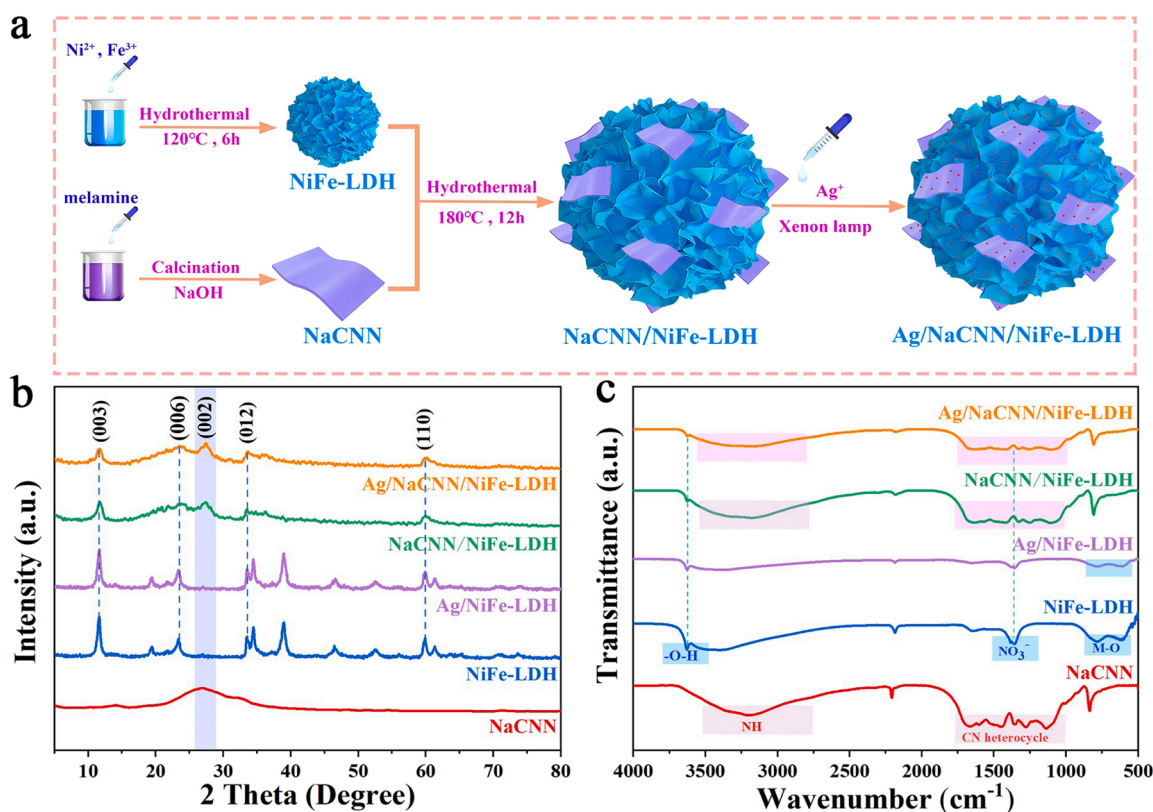 a
Ni²⁺, Fe³⁺
Hydrothermal
120℃, 6h
NiFe-LDH
melamine
Calcination
NaOH
NaCNN
Hydrothermal
180℃, 12h
NaCNN/NiFe-LDH
Ag⁺
Xenon lamp
Ag/NaCNN/NiFe-LDH
b
(003)
(006)
(002)
(012)
(110)
Ag/NaCNN/NiFe-LDH
NaCNN/NiFe-LDH
Ag/NiFe-LDH
NiFe-LDH
NaCNN
Intensity (a.u.)
10 20 30 40 50 60 70 80
2 Theta (Degree)
c
Ag/NaCNN/NiFe-LDH
NaCNN/NiFe-LDH
Ag/NiFe-LDH
NiFe-LDH
-O-H
NO₃⁻
M-O
NaCNN
NH
CN heterocycle
Transmittance (a.u.)
4000 3500 3000 2500 2000 1500 1000 500
Wavenumber (cm⁻¹)